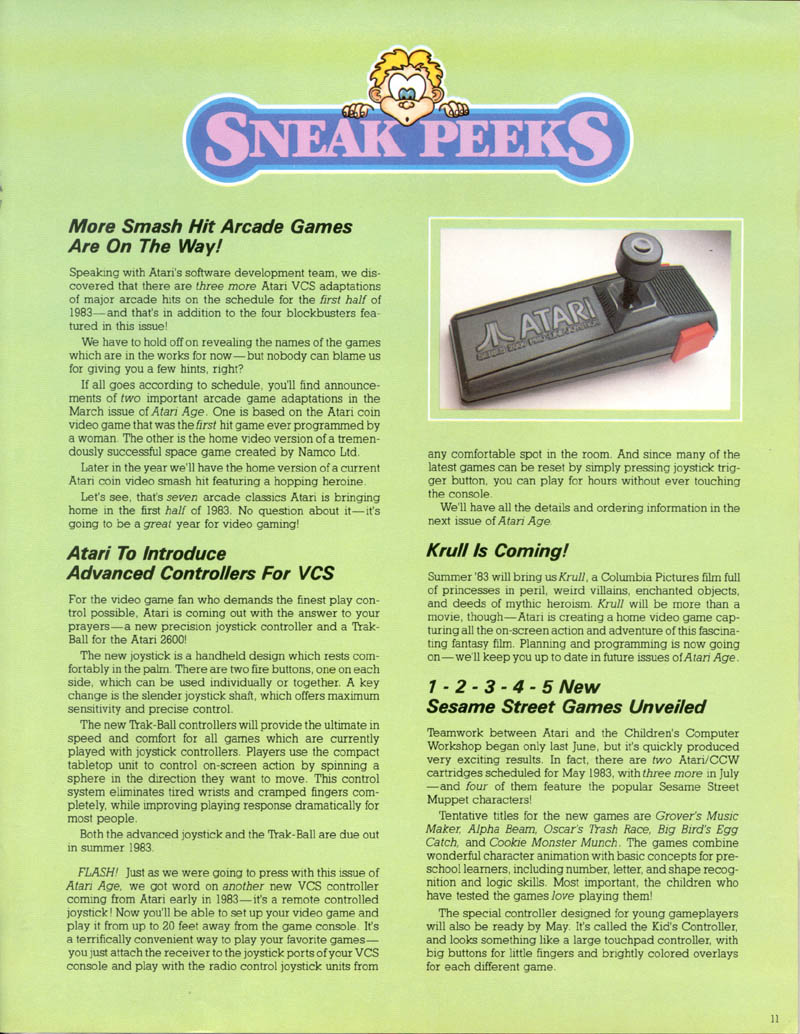 SNEAK PEEKS
More Smash Hit Arcade Games
Are On The Way!
Speaking with Atari's software development team, we dis-
covered that there are three more Atari VCS adaptations
of major arcade hits on the schedule for the first half of
1983—and that's in addition to the four blockbusters fea-
tured in this issue!
We have to hold off on revealing the names of the games
which are in the works for now—but nobody can blame us
for giving you a few hints, right?
If all goes according to schedule, you'll find announce-
ments of two important arcade game adaptations in the
March issue of Atari Age. One is based on the Atari coin
video game that was the first hit game ever programmed by
a woman. The other is the home video version of a tremen-
dously successful space game created by Namco Ltd.
Later in the year we'll have the home version of a current
Atari coin video smash hit featuring a hopping heroine.
Let's see, that's seven arcade classics Atari is bringing
home in the first half of 1983. No question about it—it's
going to be a great year for video gaming!
Atari To Introduce
Advanced Controllers For VCS
For the video game fan who demands the finest play con-
trol possible, Atari is coming out with the answer to your
prayers—a new precision joystick controller and a Trak-
Ball for the Atari 2600!
The new joystick is a handheld design which rests com-
fortably in the palm. There are two fire buttons, one on each
side, which can be used individually or together. A key
change is the slender joystick shaft, which offers maximum
sensitivity and precise control.
The new Trak-Ball controllers will provide the ultimate in
speed and comfort for all games which are currently
played with joystick controllers. Players use the compact
tabletop unit to control on-screen action by spinning a
sphere in the direction they want to move. This control
system eliminates tired wrists and cramped fingers com-
pletely, while improving playing response dramatically for
most people.
Both the advanced joystick and the Trak-Ball are due out
in summer 1983.
FLASH! Just as we were going to press with this issue of
Atari Age, we got word on another new VCS controller
coming from Atari early in 1983—it's a remote controlled
joystick! Now you'll be able to set up your video game and
play it from up to 20 feet away from the game console. It's
a terrifically convenient way to play your favorite games—
you just attach the receiver to the joystick ports of your VCS
console and play with the radio control joystick units from
ATARI
any comfortable spot in the room. And since many of the
latest games can be reset by simply pressing joystick trig-
ger button, you can play for hours without ever touching
the console.
We'll have all the details and ordering information in the
next issue of Atari Age.
Krull Is Coming!
Summer '83 will bring us Krull, a Columbia Pictures film full
of princesses in peril, weird villains, enchanted objects,
and deeds of mythic heroism. Krull will be more than a
movie, though—Atari is creating a home video game cap-
turing all the on-screen action and adventure of this fascina-
ting fantasy film. Planning and programming is now going
on—we'll keep you up to date in future issues of Atari Age.
1 - 2 - 3 - 4 - 5 New
Sesame Street Games Unveiled
Teamwork between Atari and the Children's Computer
Workshop began only last June, but it's quickly produced
very exciting results. In fact, there are two Atari/CCW
cartridges scheduled for May 1983, with three more in July
—and four of them feature the popular Sesame Street
Muppet characters!
Tentative titles for the new games are Grover's Music
Maker, Alpha Beam, Oscar's Trash Race, Big Bird's Egg
Catch, and Cookie Monster Munch. The games combine
wonderful character animation with basic concepts for pre-
school learners, including number, letter, and shape recog-
nition and logic skills. Most important, the children who
have tested the games love playing them!
The special controller designed for young gameplayers
will also be ready by May. It's called the Kid's Controller,
and looks something like a large touchpad controller, with
big buttons for little fingers and brightly colored overlays
for each different game.
11